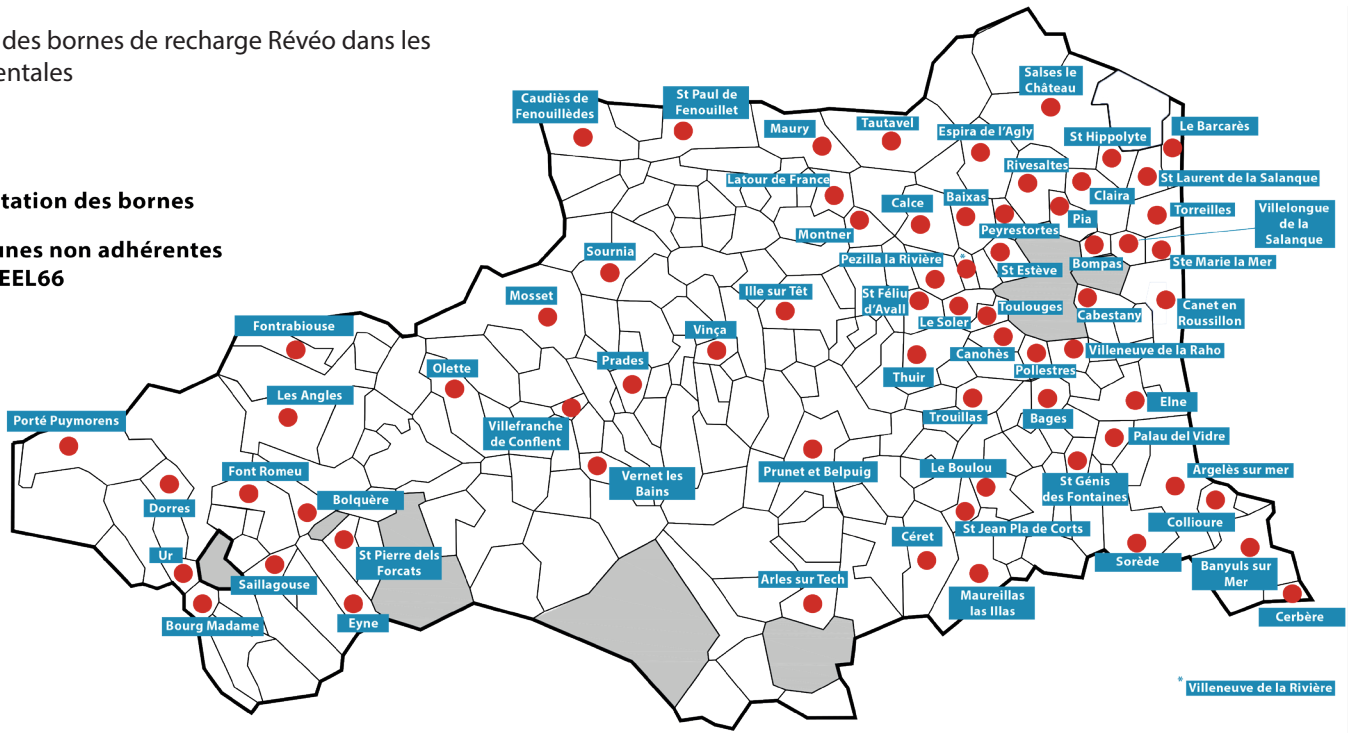 des bornes de recharge Révéo dans les
entales
tation des bornes
unes non adhérentes
EEL66
Caudiès de
Fenouillèdes
St Paul de
Fenouillet
Maury
Tautavel
Salses le
Château
Espira de l'Agly
St Hippolyte
Le Barcarès
Rivesaltes
Latour de France
St Laurent de la Salanque
Claira
Calce
Baixas
Pia
Torreilles
Villelongue
de la
Salanque
Montner
Peyrestortes
Sournia
Pezilla la Rivière
*
St Estève
Bompas
Ste Marie la Mer
Mosset
Ille sur Têt
St Féliu
d'Avall
Le Soler
Toulouges
Cabestany
Canet en
Roussillon
Fontrabiouse
Vinça
Olette
Prades
Thuir
Canohès
Pollestres
Villeneuve de la Raho
Les Angles
Porté Puymorens
Villefranche
de Conflent
Trouillas
Bages
Elne
Palau del Vidre
Font Romeu
Bolquère
Vernet les
Bains
Prunet et Belpuig
Le Boulou
St Génis
des Fontaines
Argelès sur mer
Dorres
St Jean Pla de Corts
Collioure
Ur
Saillagouse
St Pierre dels
Forcats
Céret
Sorède
Banyuls sur
Mer
Arles sur Tech
Maureillas
las Illas
Bourg Madame
Eyne
Cerbère
* Villeneuve de la Rivière